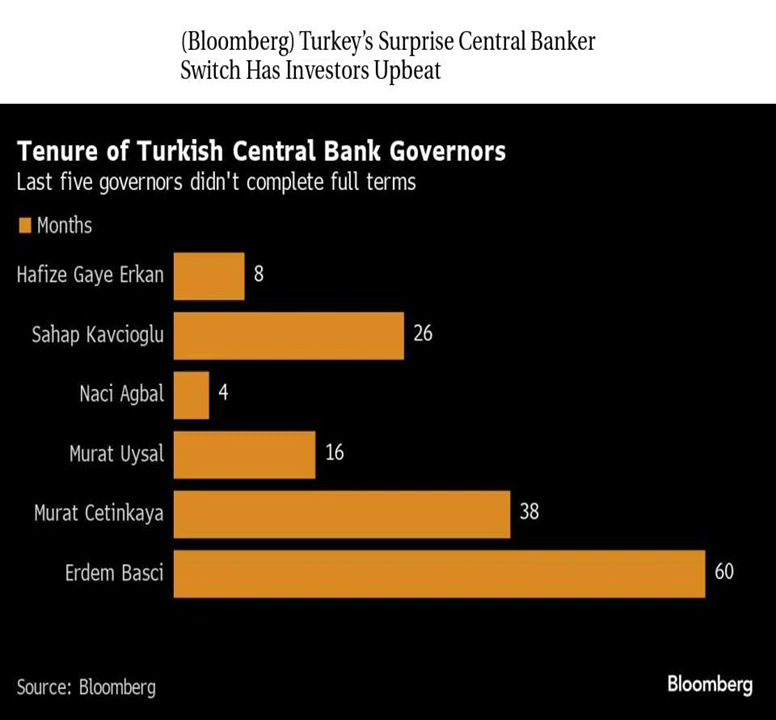 (Bloomberg) Turkey's Surprise Central Banker
Switch Has Investors Upbeat
Tenure of Turkish Central Bank Governors
Last five governors didn't complete full terms
Months
Hafize Gaye Erkan 8
Sahap Kavcioglu 26
Naci Agbal 4
Murat Uysal 16
Murat Cetinkaya 38
Erdem Basci 60
Source: Bloomberg
Bloomberg